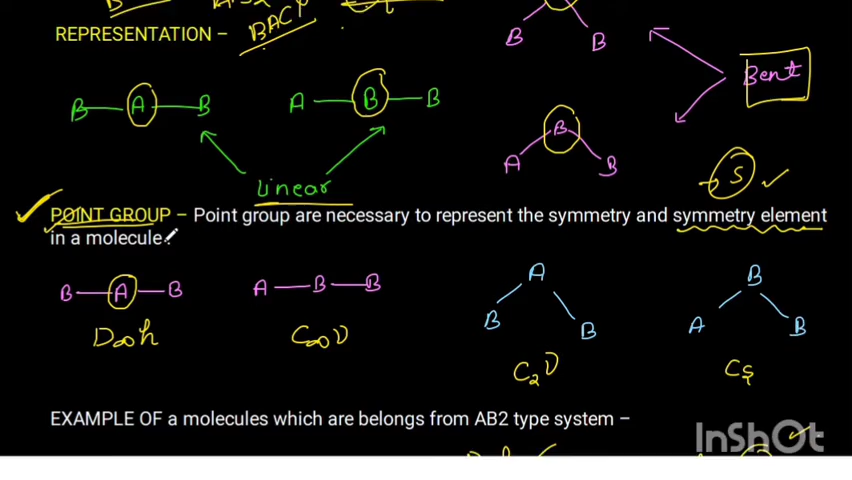 REPRESENTATION –
B A B
A B B
B B
Bent
A B B
S
Linear
POINT GROUP – Point group are necessary to represent the symmetry and symmetry element
in a molecule.
B A B
A B B
A B B
B A B
D∞h
C∞V
C₂V
Cs
EXAMPLE OF a molecules which are belongs from AB2 type system –
InShOt